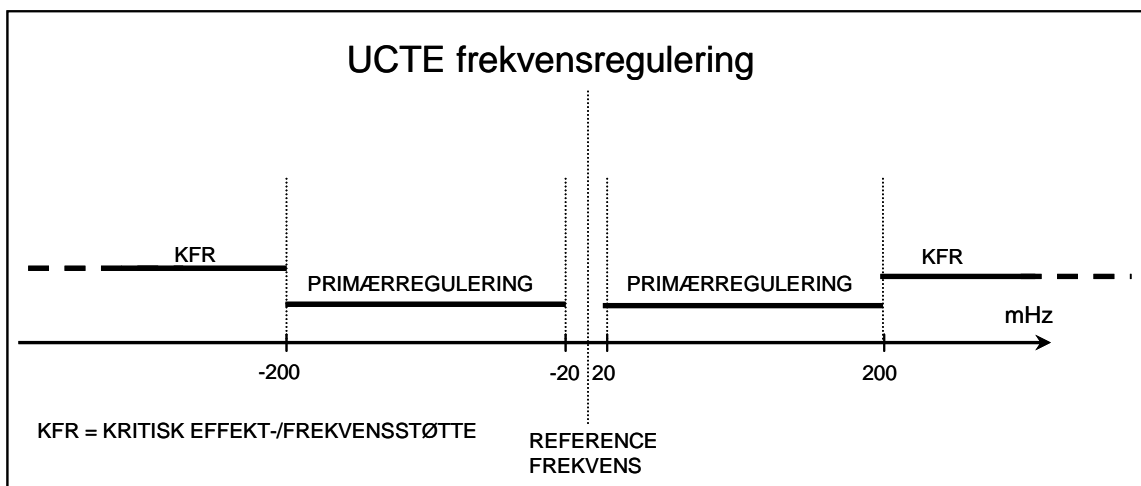 UCTE frekvensregulering
KFR
KFR
PRIMÆRREGULERING
PRIMÆRREGULERING
mHz
-200
-20
20
200
KFR = KRITISK EFFEKT-/FREKVENSSTØTTE
REFERENCE
FREKVENS